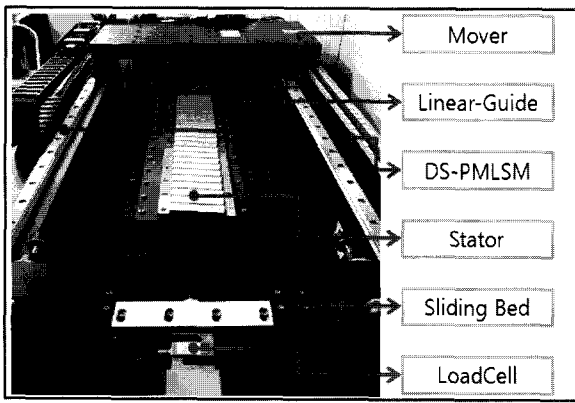 Mover
Linear-Guide
DS-PMLSM
Stator
Sliding Bed
LoadCell